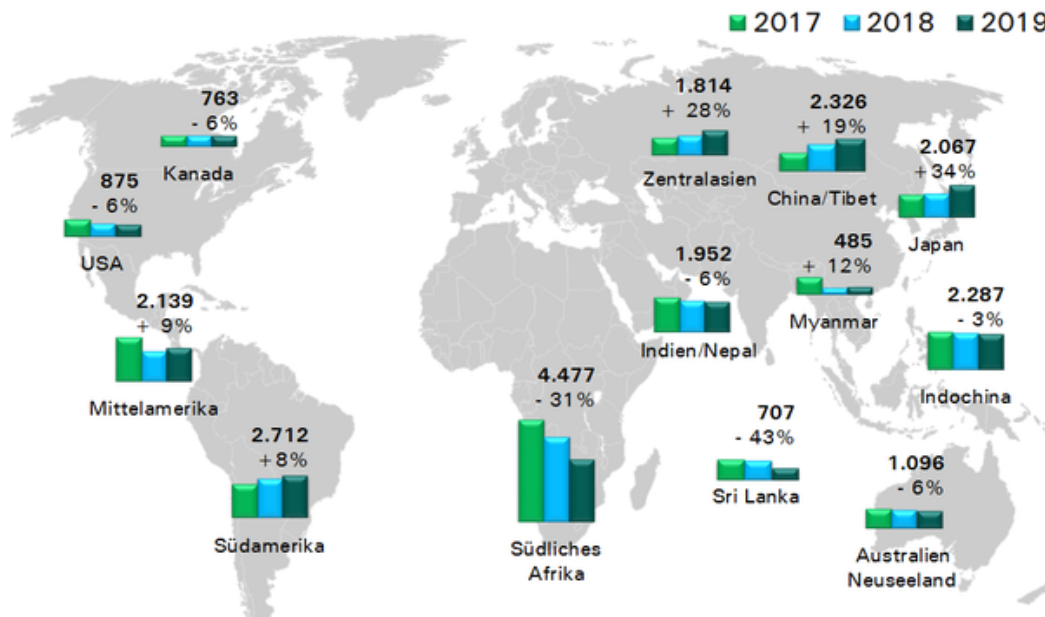 2017 2018 2019
763
- 6%
Kanada
875
- 6%
USA
2.139
+ 9%
Mittelamerika
2.712
+8%
Südamerika
4.477
- 31%
Südliches
Afrika
1.814
+ 28%
Zentralasien
2.326
+ 19%
China/Tibet
2.067
+34%
Japan
1.952
- 6%
Indien/Nepal
485
+ 12%
Myanmar
2.287
- 3%
Indochina
707
- 43%
Sri Lanka
1.096
- 6%
Australien
Neuseeland